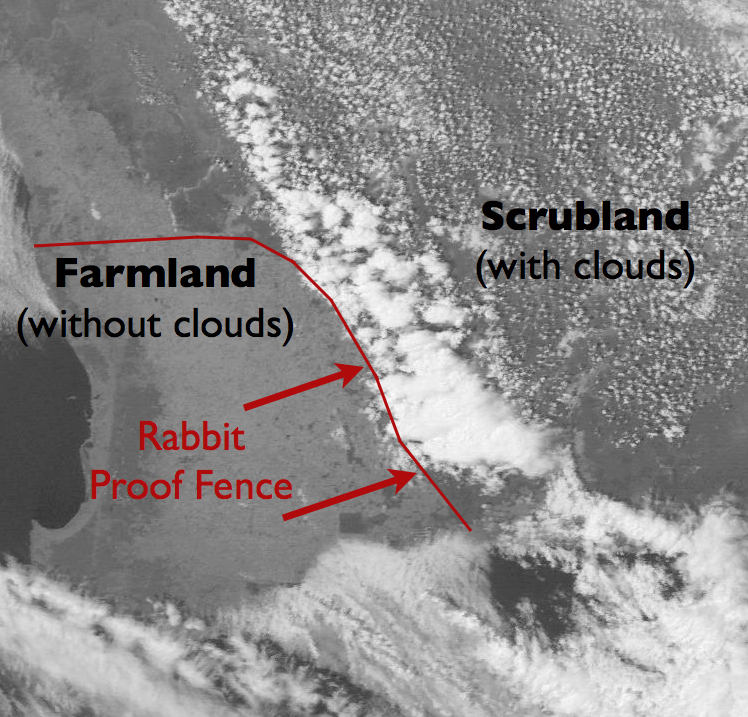 Scrubland
(with clouds)
Farmland
(without clouds)
Rabbit
Proof Fence